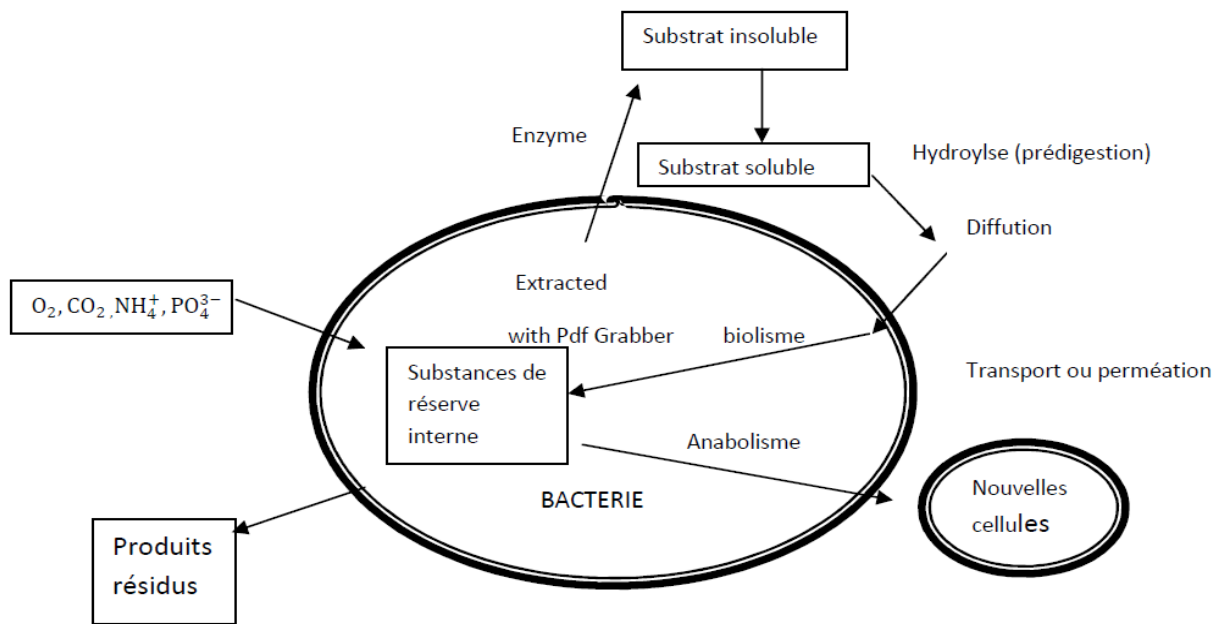 Substrat insoluble
Enzyme
Substrat soluble
Hydroylse (prédigestion)
Diffution
Extracted
with Pdf Grabber
biolisme
O₂, CO₂ ,NH₄⁺, PO₄³⁻
Substances de
réserve
interne
Transport ou perméation
Anabolisme
BACTERIE
Nouvelles
cellules
Produits
résidus